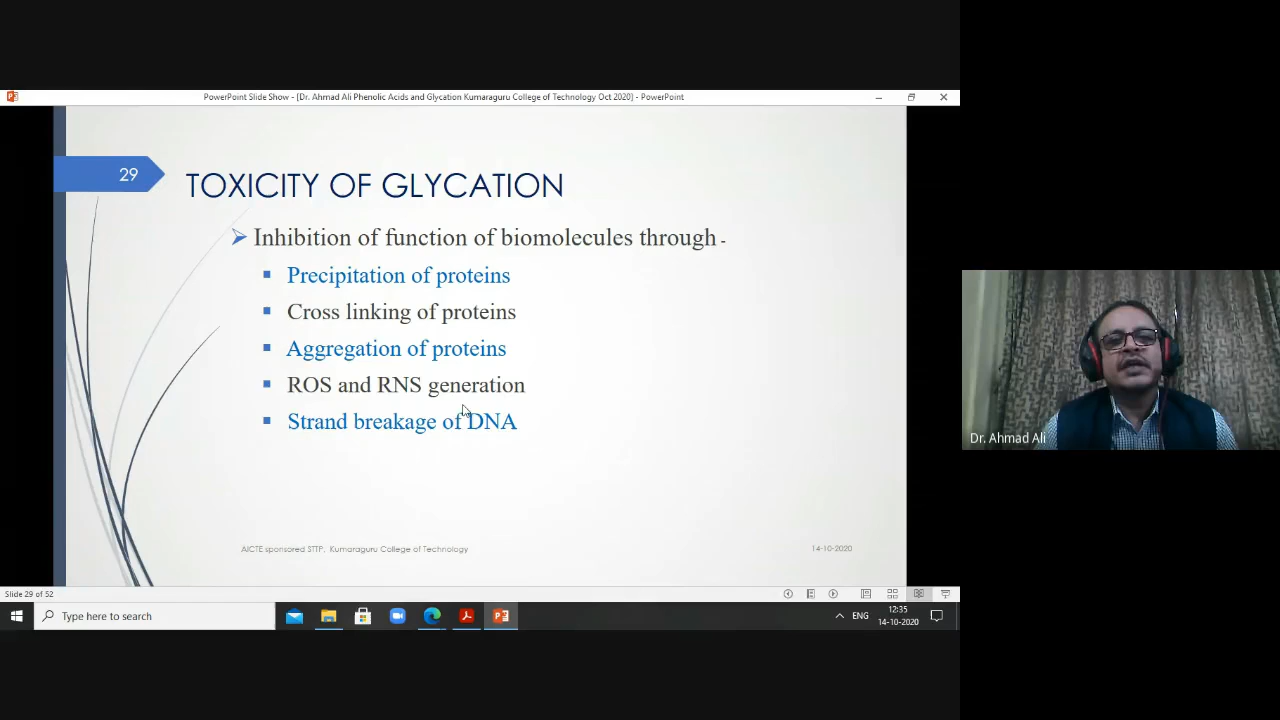 PowerPoint Slide Show - [Dr. Ahmad Ali Phenolic Acids and Glycation Kumaraguru College of Technology Oct 2020] - PowerPoint
29
TOXICITY OF GLYCATION
Inhibition of function of biomolecules through -
Precipitation of proteins
Cross linking of proteins
Aggregation of proteins
ROS and RNS generation
Strand breakage of DNA
Dr. Ahmad Ali
AICTE sponsored STTP, Kumaraguru College of Technology
14-10-2020
Slide 29 of 52
Type here to search
ENG
12:35
14-10-2020